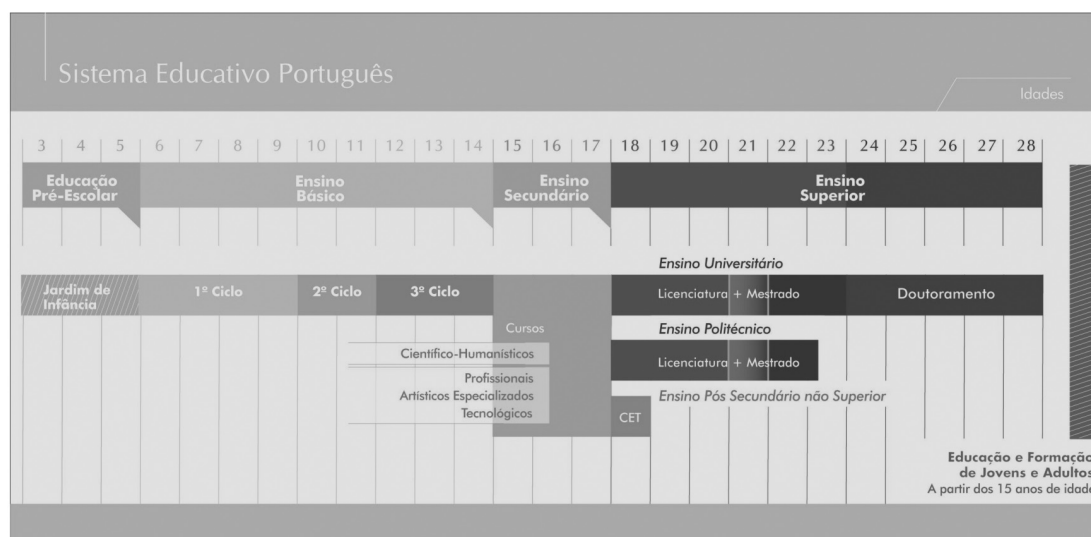 Sistema Educativo Português
Idades
3 4 5 6 7 8 9 10 11 12 13 14 15 16 17 18 19 20 21 22 23 24 25 26 27 28
Educação
Pré-Escolar
Ensino
Básico
Ensino
Secundário
Ensino
Superior
Ensino Universitário
Jardim de
Infância
1º Ciclo
2º Ciclo
3º Ciclo
Licenciatura + Mestrado
Doutoramento
Cursos
Ensino Politécnico
Científico-Humanísticos
Licenciatura + Mestrado
Profissionais
Artísticos Especializados
Tecnológicos
CET
Ensino Pós Secundário não Superior
Educação e Formação
de Jovens e Adultos
A partir dos 15 anos de idade